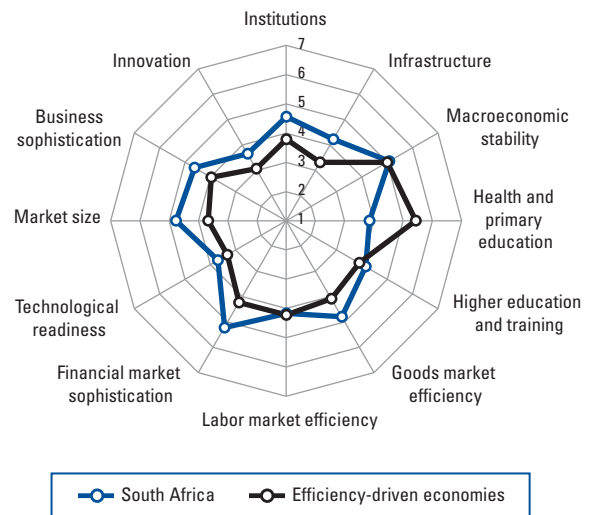 Institutions
7
6
5
4
3
2
1
Infrastructure
Macroeconomic
stability
Health and
primary
education
Higher education
and training
Goods market
efficiency
Labor market efficiency
Financial market
sophistication
Technological
readiness
Market size
Business
sophistication
Innovation
South Africa
Efficiency-driven economies